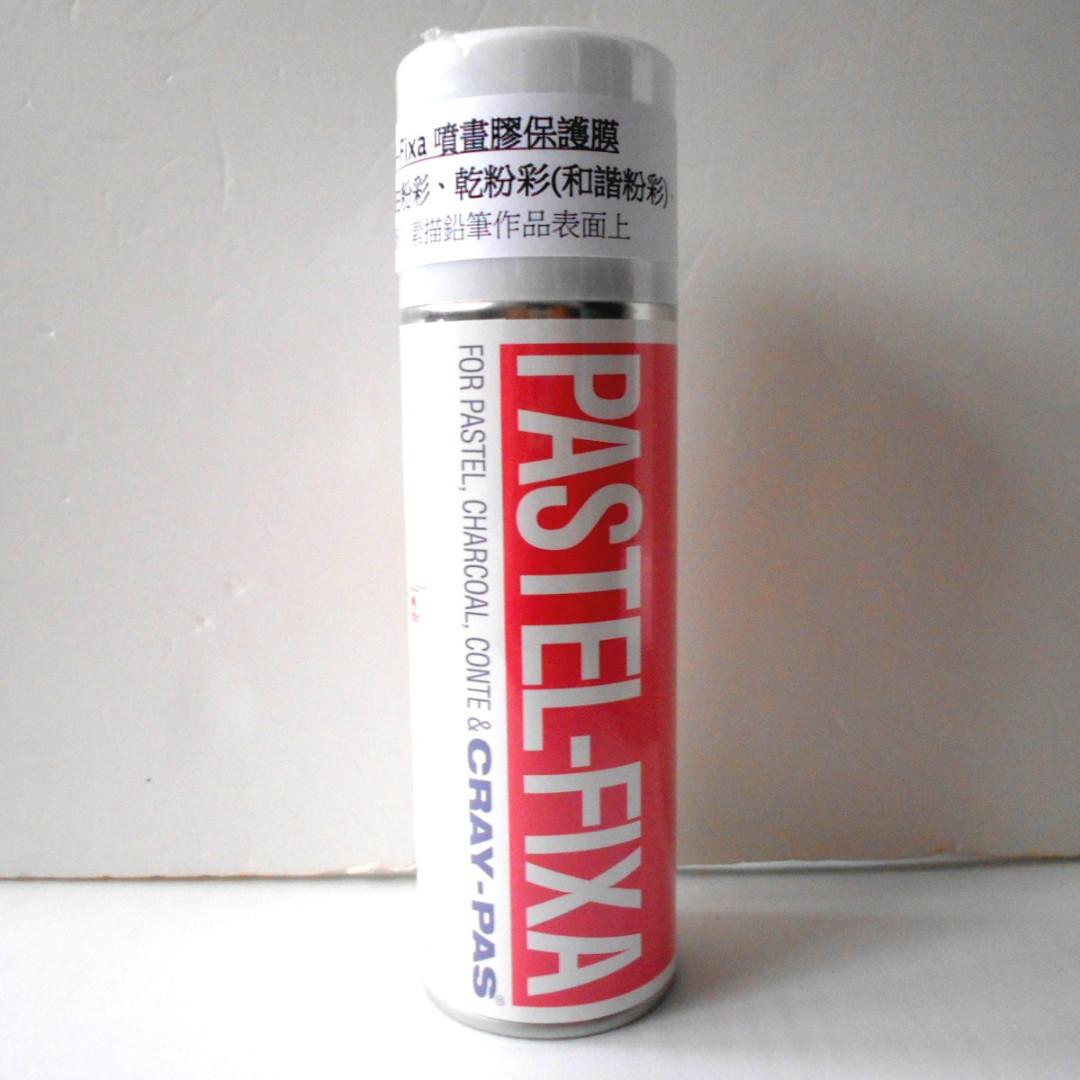 -Fixa 噴畫膠保護膜
粉彩、乾粉彩(和諧粉彩)、
素描鉛筆作品表面上
PASTEL-FIXA
FOR PASTEL, CHARCOAL, CONTE & CRAY-PAS®